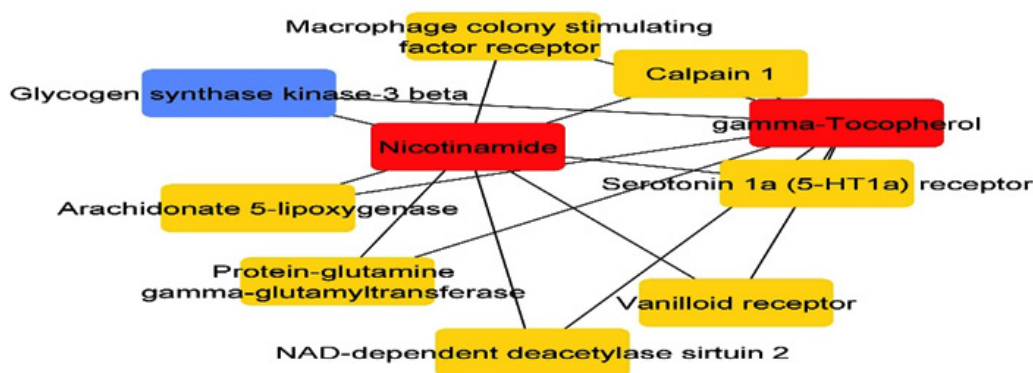 Macrophage colony stimulating
factor receptor
Calpain 1
Glycogen synthase kinase-3 beta
gamma-Tocopherol
Nicotinamide
Serotonin 1a (5-HT1a) receptor
Arachidonate 5-lipoxygenase
Protein-glutamine
gamma-glutamyltransferase
Vanilloid receptor
NAD-dependent deacetylase sirtuin 2